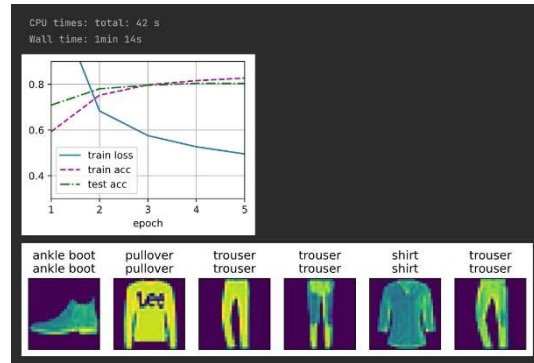 CPU times: total: 42 s
Wall time: 1min 14s
0.8
0.6
0.4
train loss
train acc
test acc
1 2 3 4 5
epoch
ankle boot pullover trouser trouser shirt trouser
ankle boot pullover trouser trouser shirt trouser
Lee